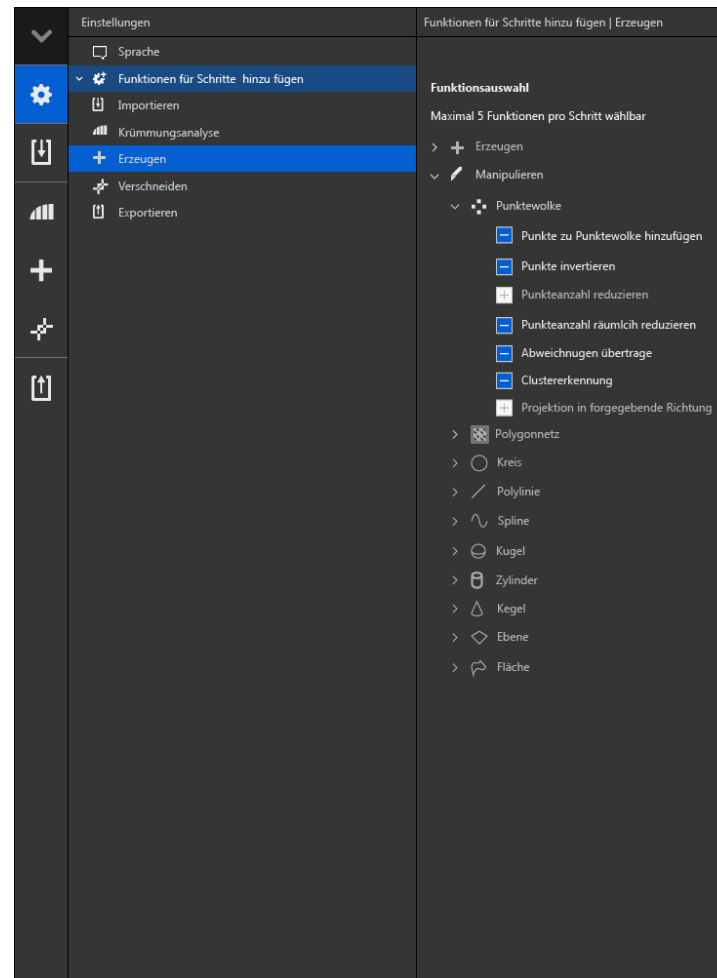 Einstellungen
Sprache
Funktionen für Schritte hinzu fügen
Importieren
Krümmungsanalyse
Erzeugen
Verschneiden
Exportieren
Funktionen für Schritte hinzu fügen | Erzeugen
Funktionsauswahl
Maximal 5 Funktionen pro Schritt wählbar
Erzeugen
Manipulieren
Punktewolke
Punkte zu Punktewolke hinzufügen
Punkte invertieren
Punkteanzahl reduzieren
Punkteanzahl räumlcih reduzieren
Abweichnugen übertrage
Clustererkennung
Projektion in forgegebende Richtung
Polygonnetz
Kreis
Polylinie
Spline
Kugel
Zylinder
Kegel
Ebene
Fläche